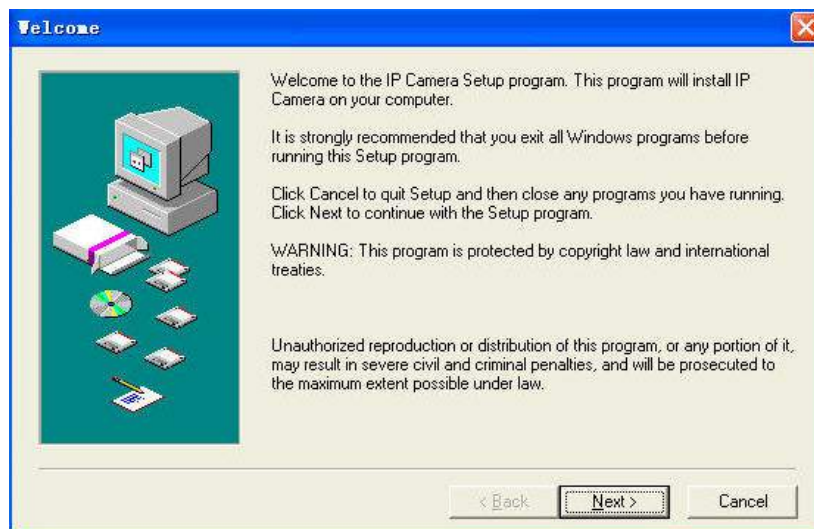 Welcome
Welcome to the IP Camera Setup program. This program will install IP
Camera on your computer.
It is strongly recommended that you exit all Windows programs before
running this Setup program.
Click Cancel to quit Setup and then close any programs you have running.
Click Next to continue with the Setup program.
WARNING: This program is protected by copyright law and international
treaties.
Unauthorized reproduction or distribution of this program, or any portion of it,
may result in severe civil and criminal penalties, and will be prosecuted to
the maximum extent possible under law.
< Back Next > Cancel